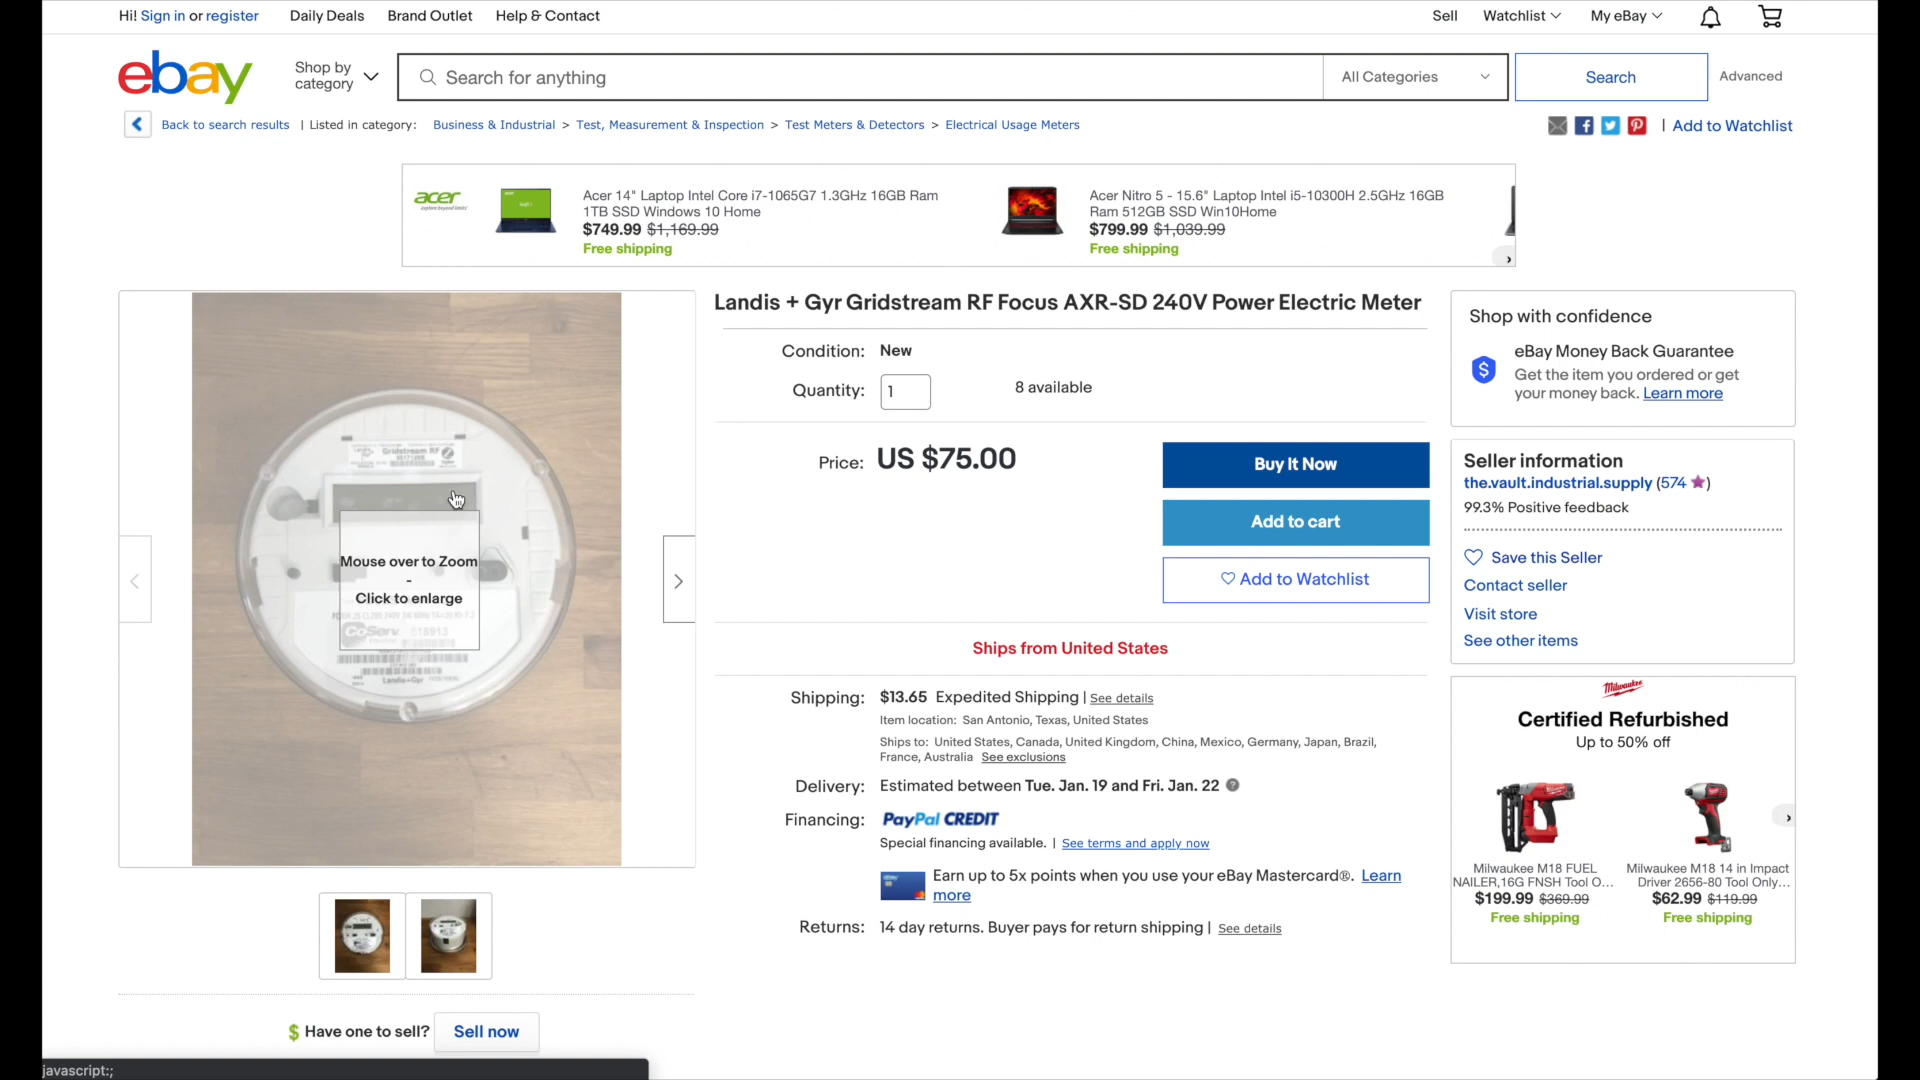 Hi! Sign in or register
Daily Deals
Brand Outlet
Help & Contact
Sell
Watchlist
My eBay
ebay
Shop by category
Search for anything
All Categories
Search
Advanced
Back to search results
| Listed in category:
Business & Industrial > Test, Measurement & Inspection > Test Meters & Detectors > Electrical Usage Meters
| Add to Watchlist
acer
explore beyond limits
Acer 14" Laptop Intel Core i7-1065G7 1.3GHz 16GB Ram
1TB SSD Windows 10 Home
$749.99 $1,169.99
Free shipping
Acer Nitro 5 - 15.6" Laptop Intel i5-10300H 2.5GHz 16GB
Ram 512GB SSD Win10Home
$799.99 $1,039.99
Free shipping
Gridstream RF
Mouse over to Zoom
-
Click to enlarge
CoServ 618913
Landis+Gyr
Landis + Gyr Gridstream RF Focus AXR-SD 240V Power Electric Meter
Condition: New
Quantity: 1 8 available
Price: US $75.00
Buy It Now
Add to cart
Add to Watchlist
Ships from United States
Shipping: $13.65 Expedited Shipping | See details
Item location: San Antonio, Texas, United States
Ships to: United States, Canada, United Kingdom, China, Mexico, Germany, Japan, Brazil,
France, Australia See exclusions
Delivery: Estimated between Tue. Jan. 19 and Fri. Jan. 22
Financing: PayPal CREDIT
Special financing available. | See terms and apply now
Earn up to 5x points when you use your eBay Mastercard®. Learn
more
Returns: 14 day returns. Buyer pays for return shipping | See details
Shop with confidence
eBay Money Back Guarantee
Get the item you ordered or get
your money back. Learn more
Seller information
the.vault.industrial.supply (574)
99.3% Positive feedback
Save this Seller
Contact seller
Visit store
See other items
Milwaukee
Certified Refurbished
Up to 50% off
Milwaukee M18 FUEL
NAILER,16G FNSH Tool O...
$199.99 $369.99
Free shipping
Milwaukee M18 14 in Impact
Driver 2656-80 Tool Only...
$62.99 $119.99
Free shipping
Have one to sell? Sell now
javascript:;